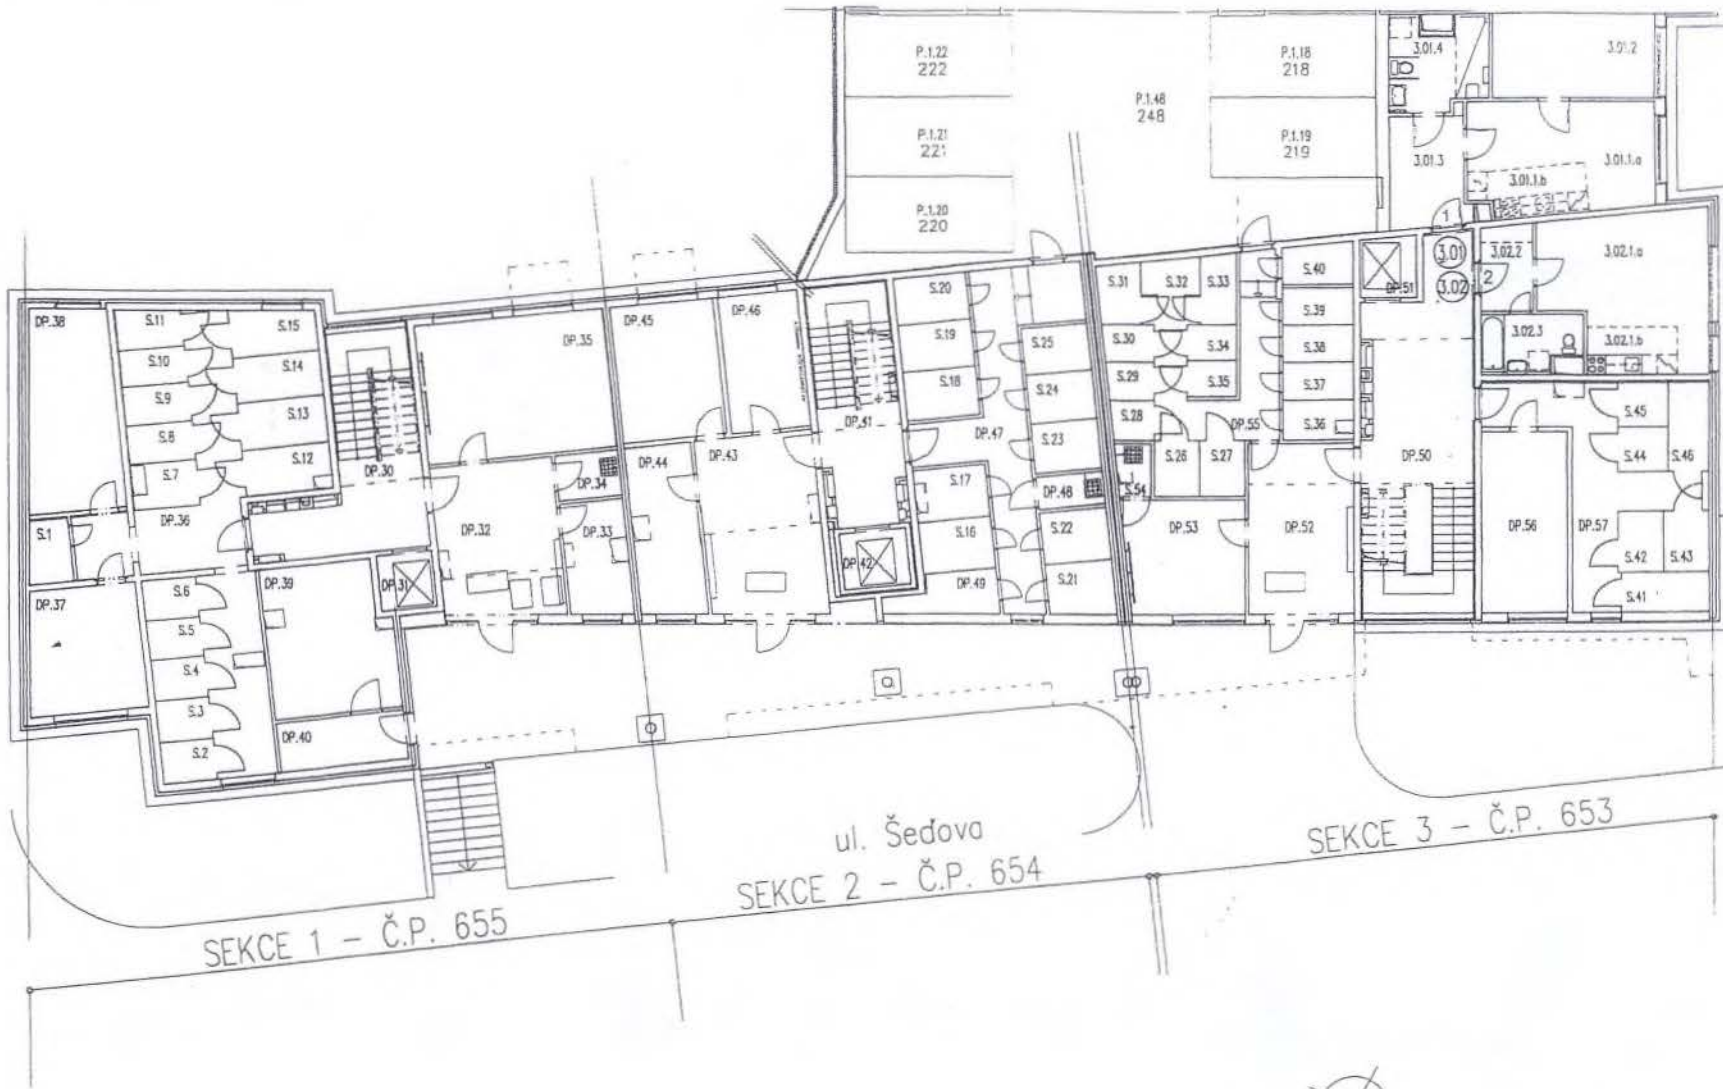 P.1.22
222
P.1.18
218
3.01.4
3.01.2
P.1.48
248
P.1.21
221
P.1.19
219
3.01.3
3.01.1.a
3.01.1.b
P.1.20
220
1
3.01
3.02
2
3.02.2
3.02.1.a
3.02.3
3.02.1.b
DP.38
S.11
S.15
S.10
S.14
S.9
S.13
S.8
S.12
S.7
DP.36
S.1
DP.37
S.6
S.5
S.4
S.3
S.2
DP.39
DP.40
DP.30
DP.31
DP.35
DP.32
DP.34
DP.33
DP.45
DP.46
DP.44
DP.43
DP.41
DP.42
S.20
S.19
S.18
S.25
S.24
S.23
DP.47
S.17
DP.48
S.16
S.22
DP.49
S.21
S.31
S.32
S.33
S.30
S.34
S.29
S.35
S.28
S.26
S.27
DP.55
S.54
DP.53
DP.52
S.40
S.39
S.38
S.37
S.36
DP.51
DP.50
DP.56
DP.57
S.45
S.44
S.46
S.42
S.43
S.41
ul. Šeďova
SEKCE 1 – Č.P. 655
SEKCE 2 – Č.P. 654
SEKCE 3 – Č.P. 653